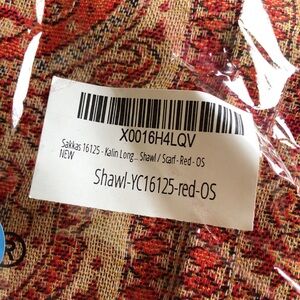 X0016H4LQV
Sakkas 16125 - Kalin Long... Shawl / Scarf - Red - OS
NEW
Shawl-YC16125-red-OS
®